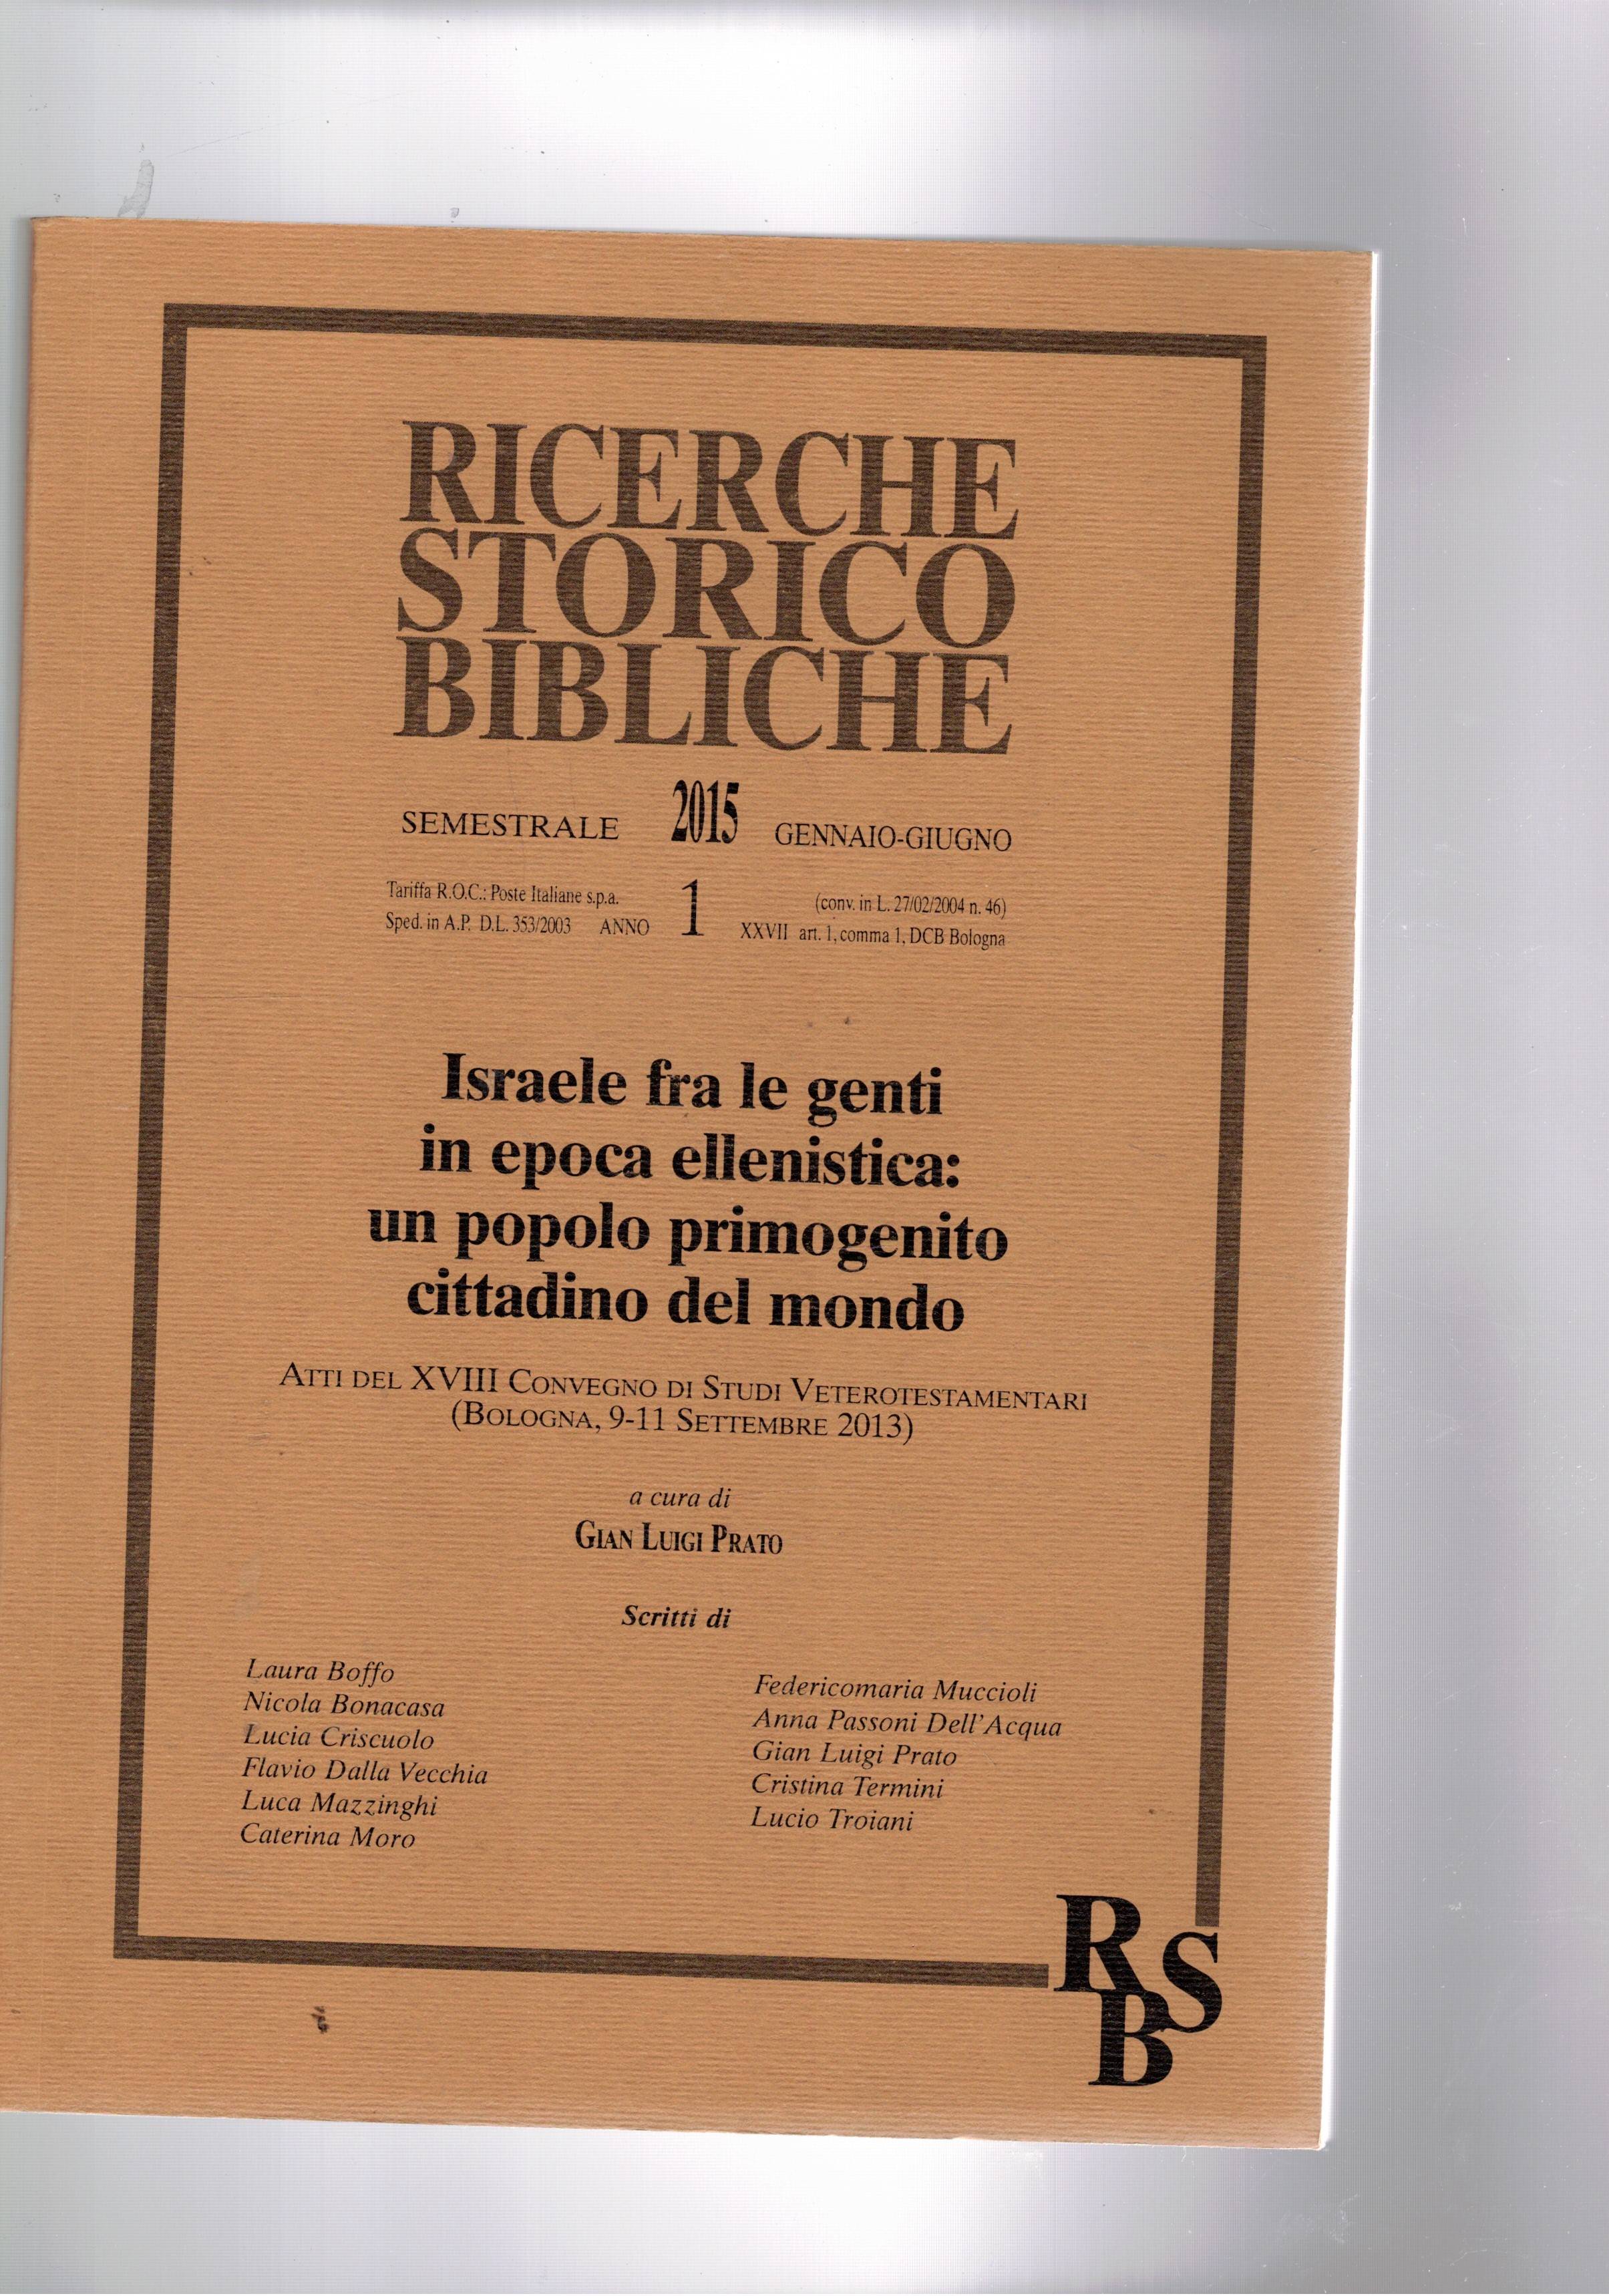 RICERCHE
STORICO
BIBLICHE
SEMESTRALE 2015 GENNAIO-GIUGNO
Tariffa R.O.C.: Poste Italiane s.p.a. (conv. in L. 27/02/2004 n. 46)
Sped. in A.P. D.L. 353/2003 ANNO 1 XXVII art. 1, comma 1, DCB Bologna
Israele fra le genti
in epoca ellenistica:
un popolo primogenito
cittadino del mondo
ATTI DEL XVIII CONVEGNO DI STUDI VETEROTESTAMENTARI
(BOLOGNA, 9-11 SETTEMBRE 2013)
a cura di
GIAN LUIGI PRATO
Scritti di
Laura Boffo
Nicola Bonacasa
Lucia Criscuolo
Flavio Dalla Vecchia
Luca Mazzinghi
Caterina Moro
Federicomaria Muccioli
Anna Passoni Dell'Acqua
Gian Luigi Prato
Cristina Termini
Lucio Troiani
RSB